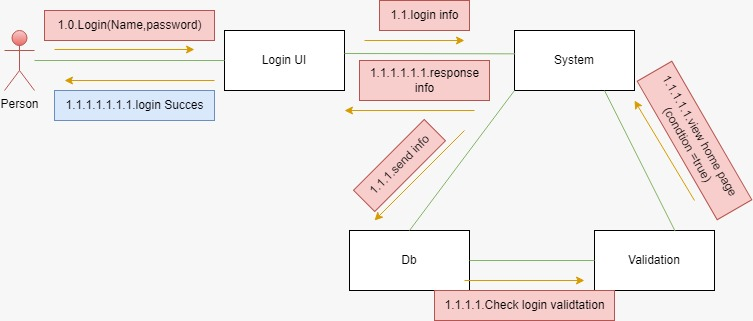 1.0.Login(Name,password)
1.1.login info
Person
Login UI
System
1.1.1.1.1.1.response
info
1.1.1.1.1.1.1.login Succes
1.1.1.1.1.view home page
(condtion =true)
1.1.1.send info
Db
Validation
1.1.1.1.Check login validtation